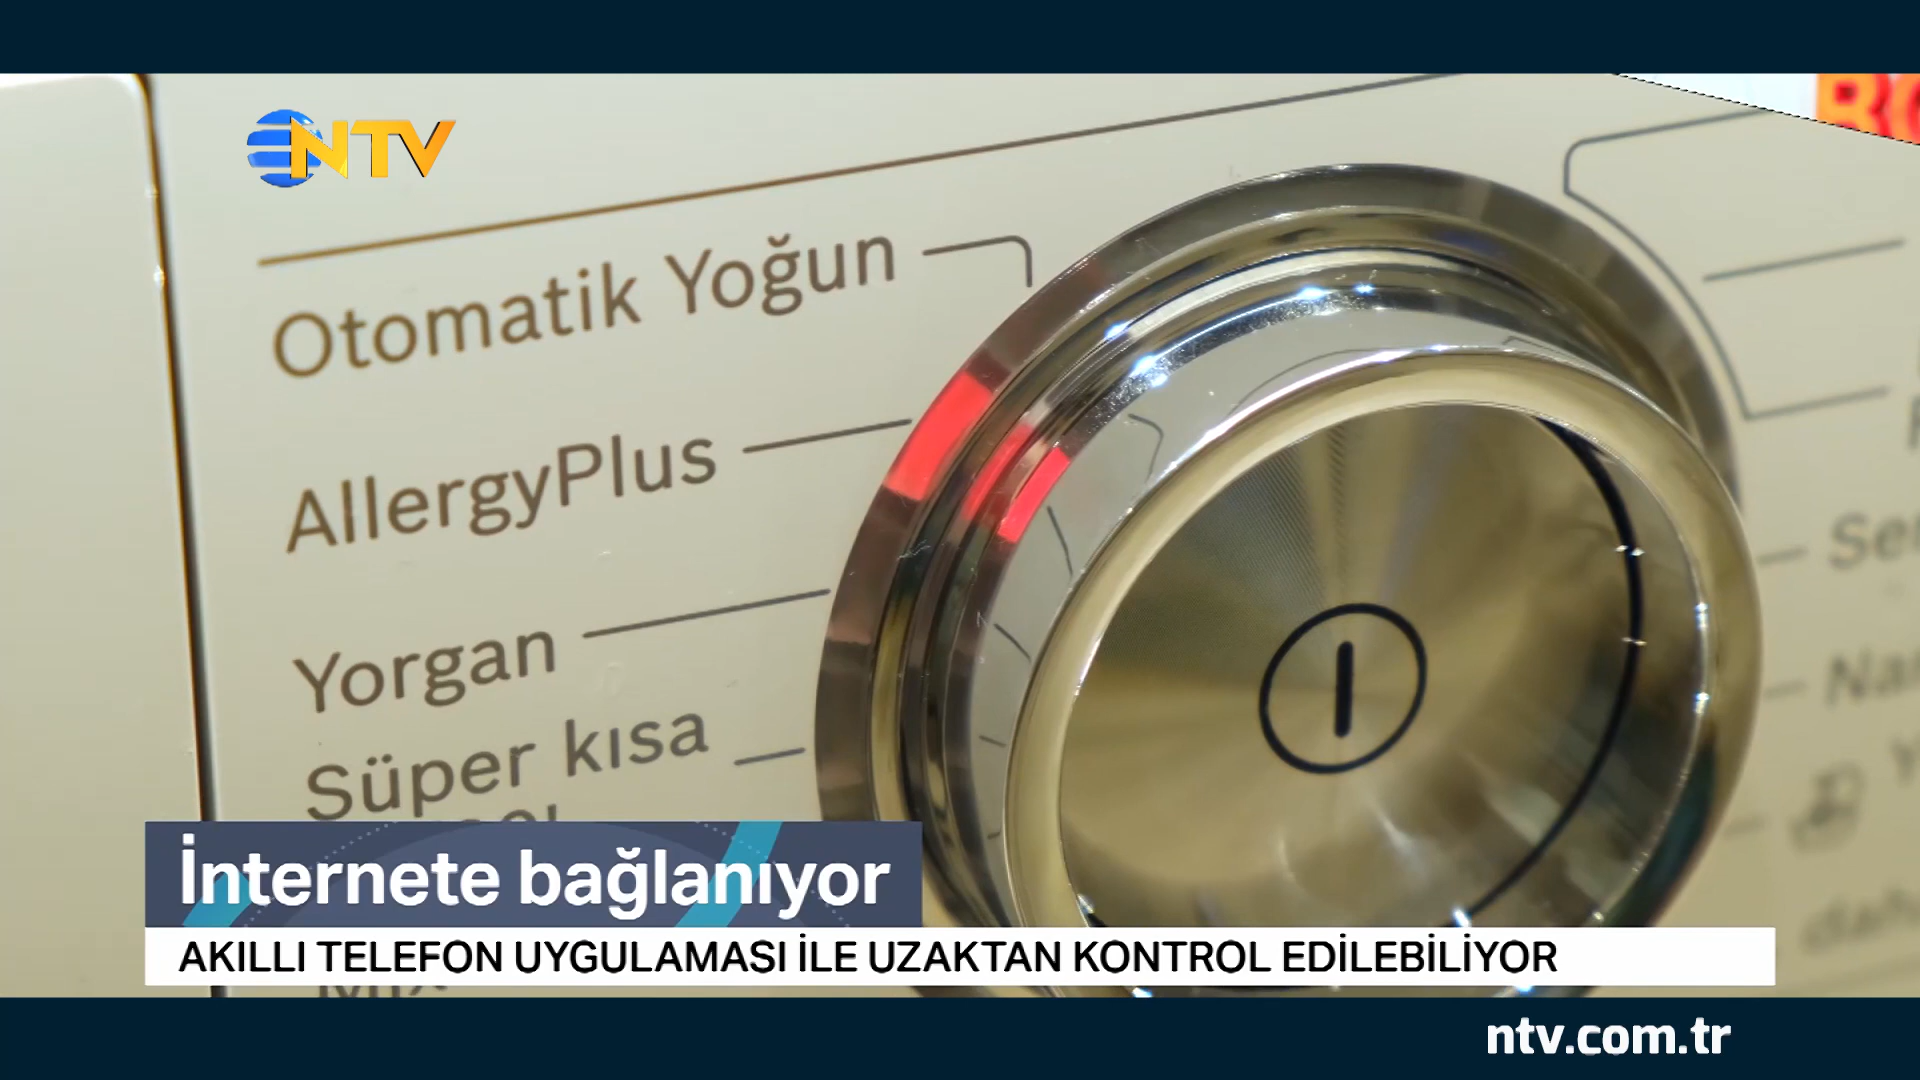 NTV
Otomatik Yoğun
AllergyPlus
Yorgan
Süper kısa
İnternete bağlanıyor
AKILLI TELEFON UYGULAMASI İLE UZAKTAN KONTROL EDİLEBİLİYOR
ntv.com.tr